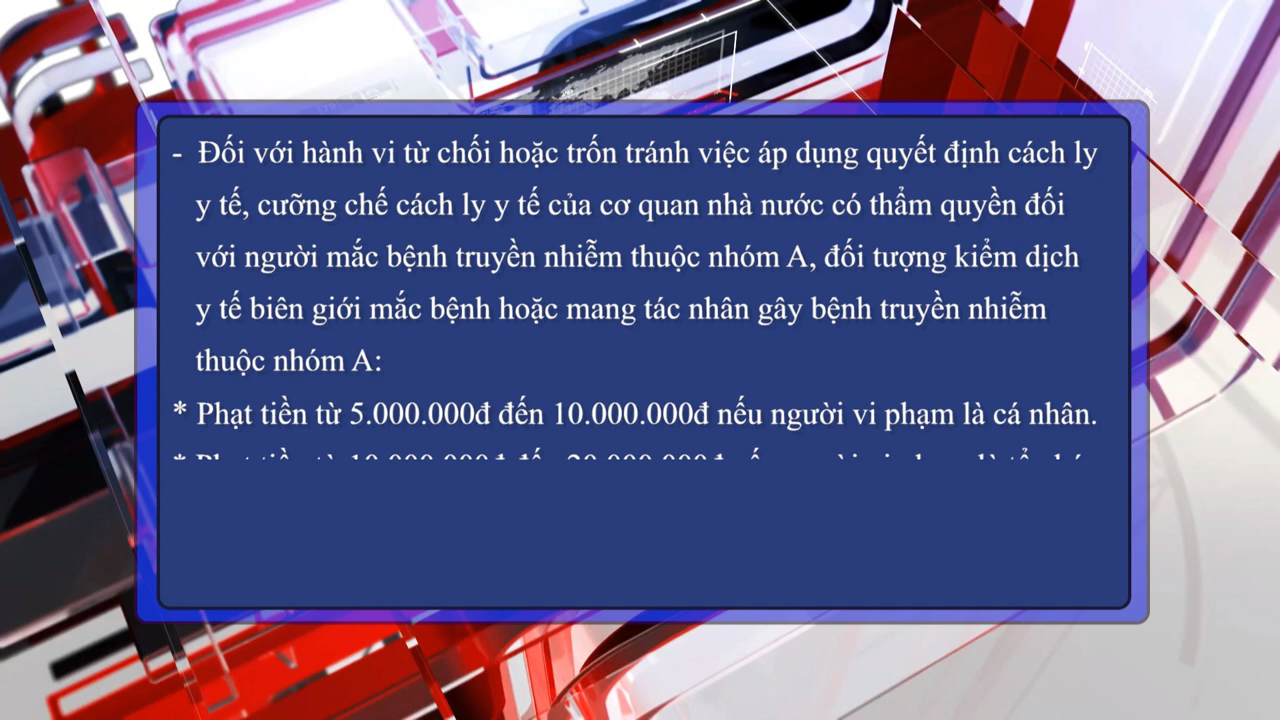 - Đối với hành vi từ chối hoặc trốn tránh việc áp dụng quyết định cách ly
y tế, cưỡng chế cách ly y tế của cơ quan nhà nước có thẩm quyền đối
với người mắc bệnh truyền nhiễm thuộc nhóm A, đối tượng kiểm dịch
y tế biên giới mắc bệnh hoặc mang tác nhân gây bệnh truyền nhiễm
thuộc nhóm A:
* Phạt tiền từ 5.000.000đ đến 10.000.000đ nếu người vi phạm là cá nhân.